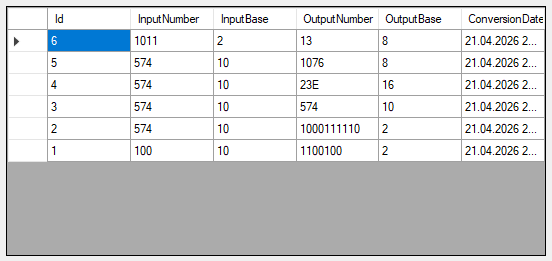 Id InputNumber InputBase OutputNumber OutputBase ConversionDate
6 1011 2 13 8 21.04.2026 2...
5 574 10 1076 8 21.04.2026 2...
4 574 10 23E 16 21.04.2026 2...
3 574 10 574 10 21.04.2026 2...
2 574 10 1000111110 2 21.04.2026 2...
1 100 10 1100100 2 21.04.2026 2...